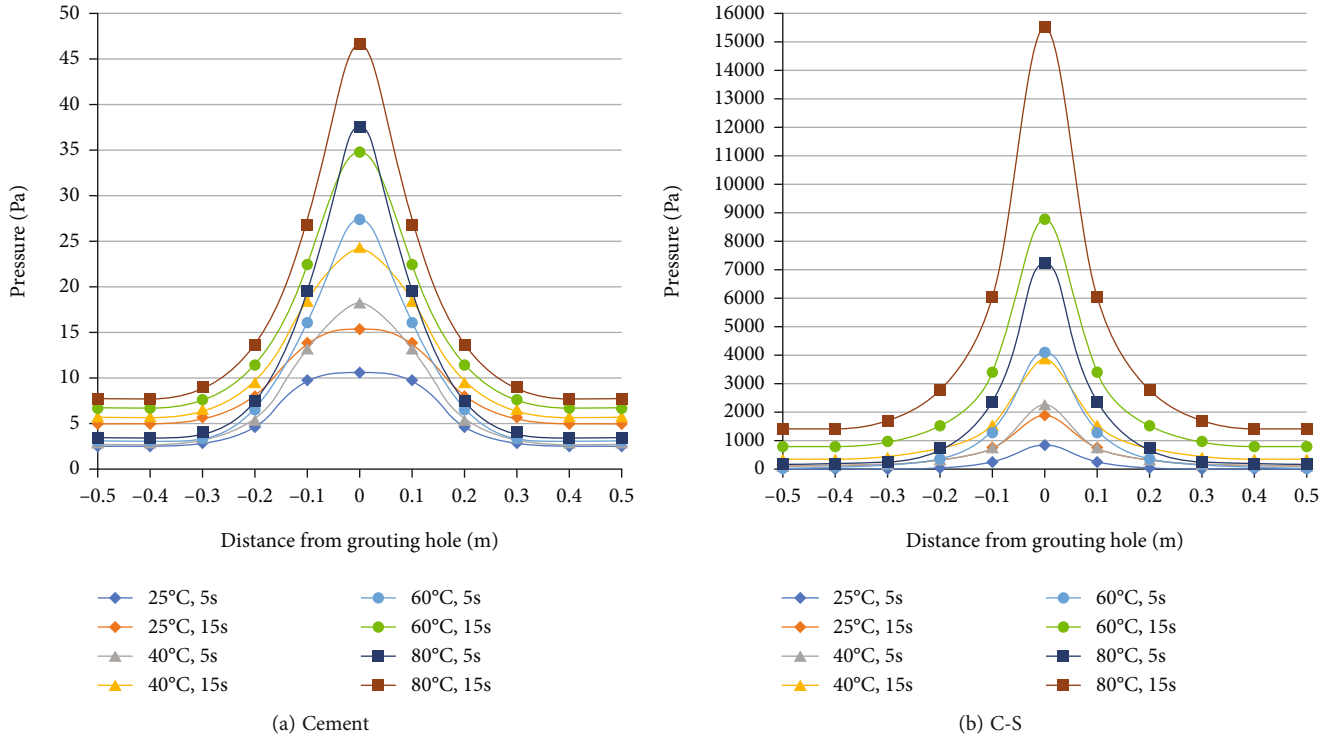 50
45
40
35
30
25
20
15
10
5
0
Pressure (Pa)
−0.5 −0.4 −0.3 −0.2 −0.1 0 0.1 0.2 0.3 0.4 0.5
Distance from grouting hole (m)
25°C, 5s
25°C, 15s
40°C, 5s
40°C, 15s
60°C, 5s
60°C, 15s
80°C, 5s
80°C, 15s
(a) Cement
16000
15000
14000
13000
12000
11000
10000
9000
8000
7000
6000
5000
4000
3000
2000
1000
0
Pressure (Pa)
−0.5 −0.4 −0.3 −0.2 −0.1 0 0.1 0.2 0.3 0.4 0.5
Distance from grouting hole (m)
25°C, 5s
25°C, 15s
40°C, 5s
40°C, 15s
60°C, 5s
60°C, 15s
80°C, 5s
80°C, 15s
(b) C-S